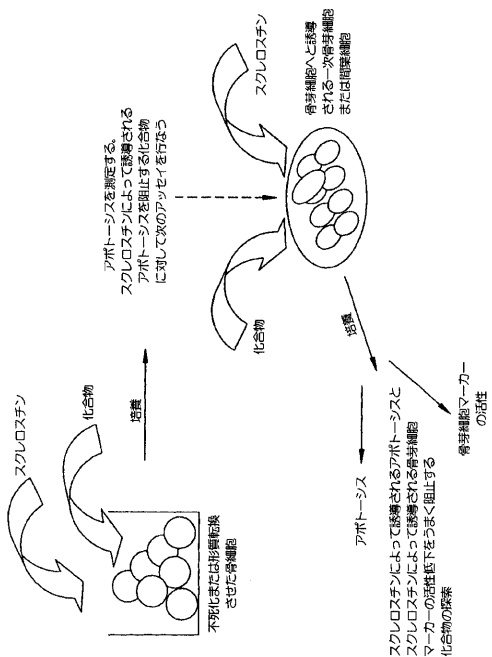 スクレロスチン
化合物
不死化または形質転換
させた骨細胞
培養
アポトーシスを測定する。
スクレロスチンによって誘導される
アポトーシスを阻止する化合物
に対して次のアッセイを行なう
化合物
スクレロスチン
骨芽細胞へと誘導
される一次骨芽細胞
または間葉細胞
培養
アポトーシス
骨芽細胞マーカー
の活性
スクレロスチンによって誘導されるアポトーシスと
スクレロスチンによって誘導される骨芽細胞
マーカーの活性低下をうまく阻止する
化合物の探索